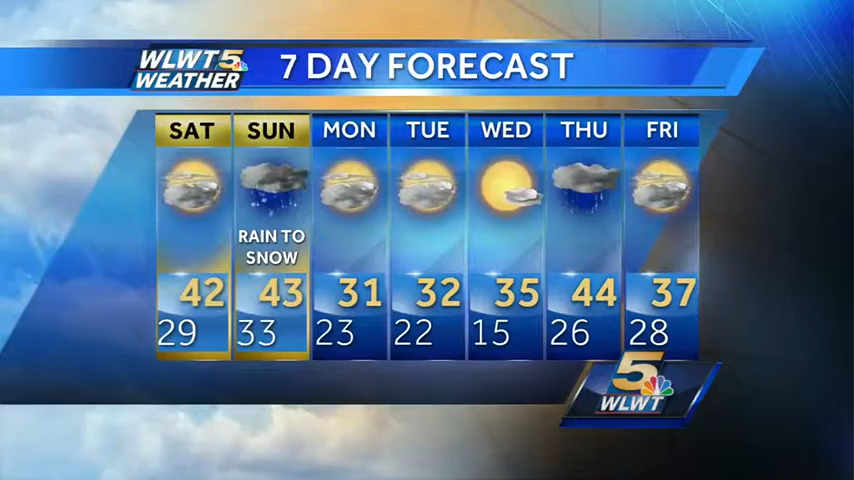 WLWT 5
WEATHER
7 DAY FORECAST
SAT SUN MON TUE WED THU FRI
RAIN TO
SNOW
42 43 31 32 35 44 37
29 33 23 22 15 26 28
5
WLWT